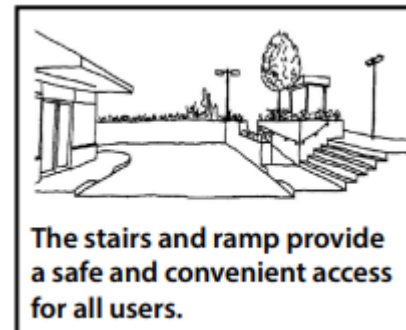 The stairs and ramp provide
a safe and convenient access
for all users.